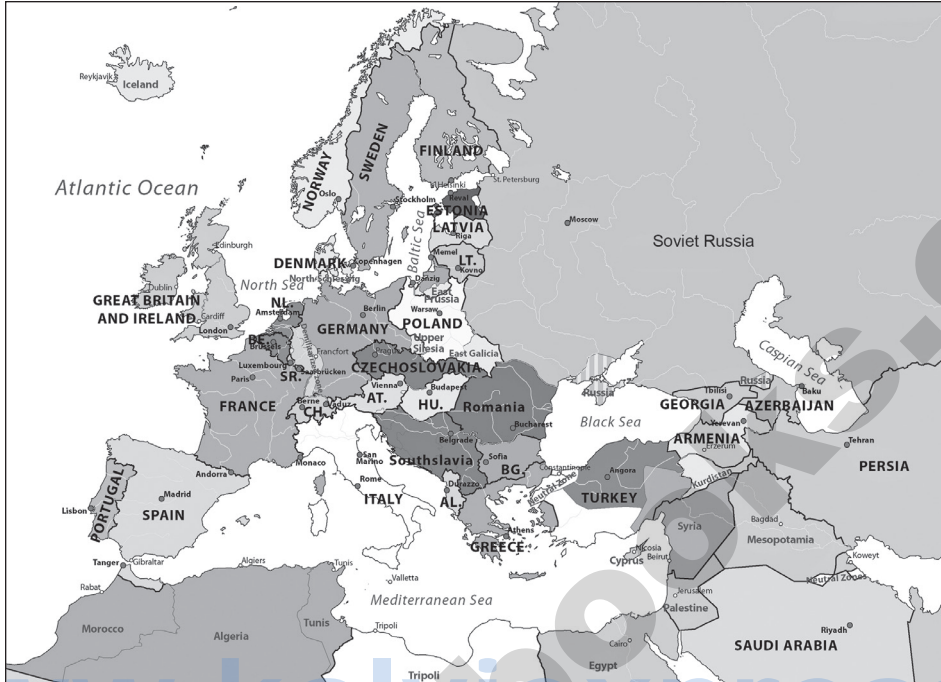 Reykjavik
Iceland
Atlantic Ocean
NORWAY
SWEDEN
FINLAND
Oslo
Helsinki
St. Petersburg
Stockholm
Reval
ESTONIA
LATVIA
Riga
Moscow
Soviet Russia
Baltic Sea
Memel
LT.
Kovno
Edinburgh
DENMARK
Copenhagen
North Schleswig
North Sea
Danzig
East
Prussia
Dublin
GREAT BRITAIN
AND IRELAND
Cardiff
London
NL.
Amsterdam
Berlin
GERMANY
Warsaw
POLAND
BE.
Brussels
Upper
Silesia
East Galicia
Francfort
Prague
Luxembourg
SR.
Saarbrücken
CZECHOSLOVAKIA
Paris
FRANCE
Vienna
AT.
Budapest
HU.
Berne
CH.
Vaduz
Romania
Bucharest
Russia
Black Sea
Caspian Sea
Tbilisi
Russia
GEORGIA
Baku
AZERBAIJAN
Yerevan
ARMENIA
Erzerum
Tehran
PERSIA
Belgrade
Southslavia
Sofia
BG.
Monaco
San
Marino
Rome
ITALY
Durazzo
AL.
Constantinople
Neutral Zone
Angora
TURKEY
Kurdistan
Andorra
Madrid
SPAIN
PORTUGAL
Lisbon
Athens
GREECE
Syria
Bagdad
Mesopotamia
Nicosia
Cyprus
Beirut
Koweyt
Neutral Zones
Tanger
Gibraltar
Algiers
Tunis
Valletta
Rabat
Mediterranean Sea
Jerusalem
Palestine
Morocco
Algeria
Tunis
Tripoli
Tripoli
Cairo
Egypt
Riyadh
SAUDI ARABIA